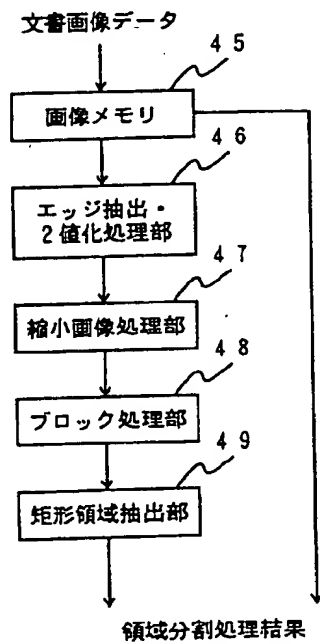 文書画像データ
45
画像メモリ
46
エッジ抽出・
2値化処理部
47
縮小画像処理部
48
ブロック処理部
49
矩形領域抽出部
領域分割処理結果